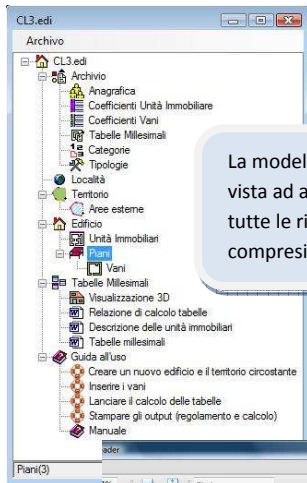 CL3.edi
Archivo
CL3.edi
Archivio
Anagrafica
Coefficienti Unità Immobiliare
Coefficienti Vani
Tabelle Millesimali
Categorie
Tipologie
Località
Territorio
Aree esterne
Edificio
Unità Immobiliari
Piani
Vani
Tabelle Millesimali
Visualizzazione 3D
Relazione di calcolo tabelle
Descrizione delle unità immobiliari
Tabelle millesimali
Guida all'uso
Creare un nuovo edificio e il territorio circostante
Inserire i vani
Lanciare il calcolo delle tabelle
Stampare gli output (regolamento e calcolo)
Manuale
Piani(3)
La model
vista ad a
tutte le ri
compresi
ader